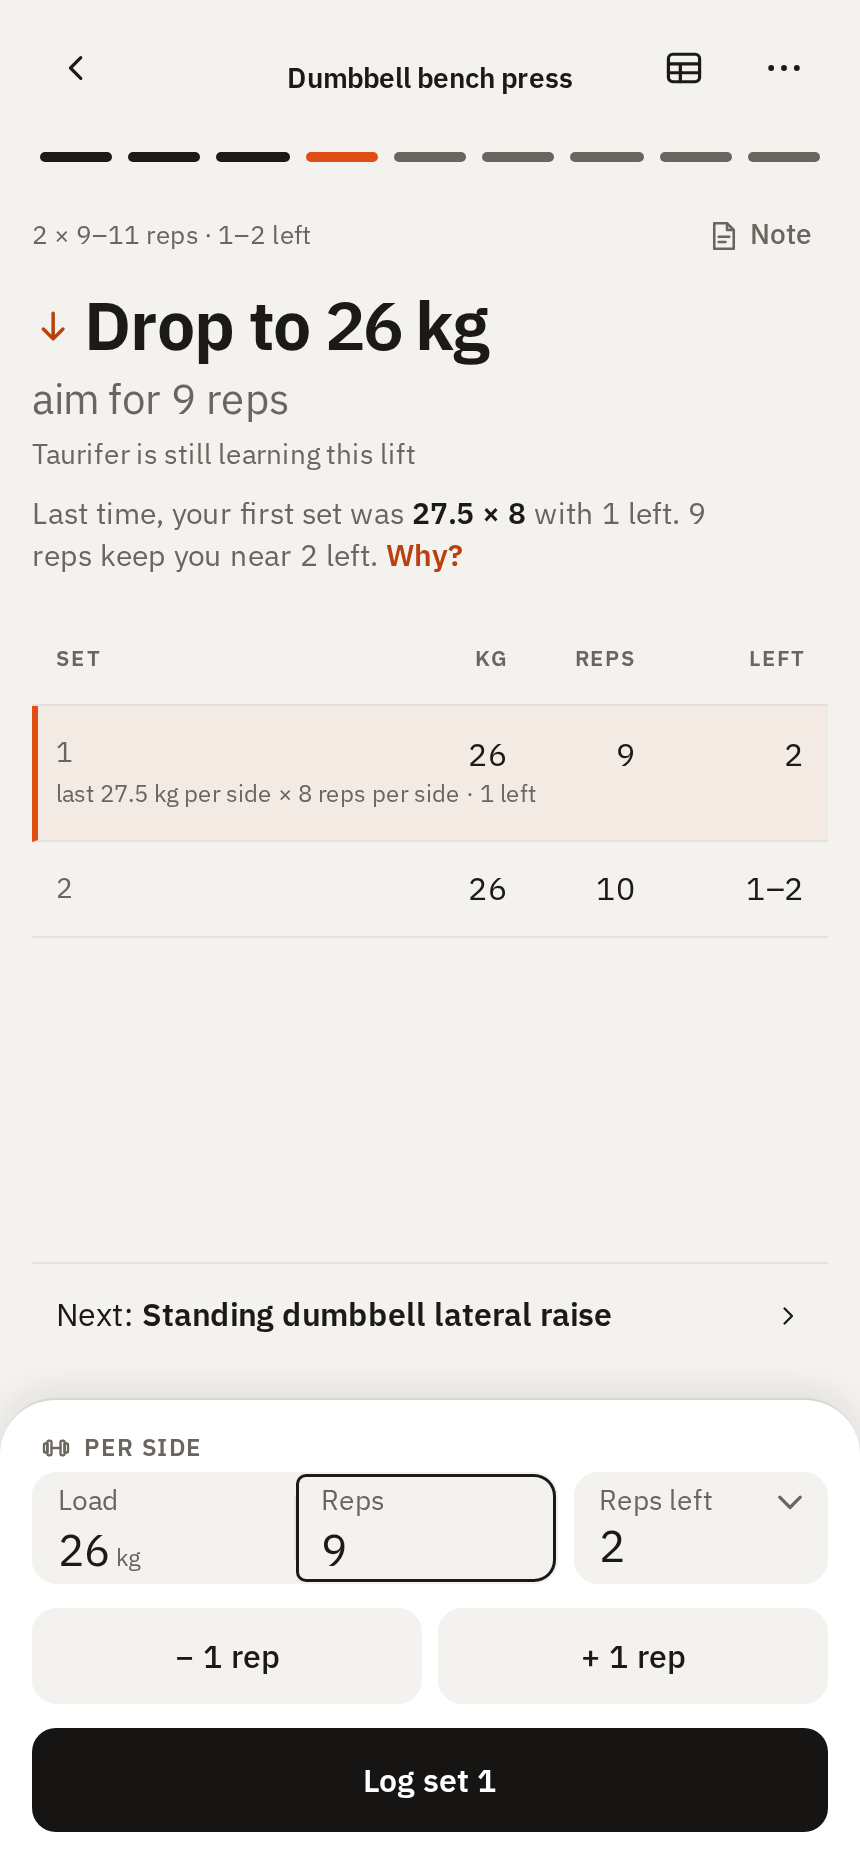 Dumbbell bench press
2 × 9–11 reps · 1–2 left
Note
Drop to 26 kg
aim for 9 reps
Taurifer is still learning this lift
Last time, your first set was 27.5 × 8 with 1 left. 9
reps keep you near 2 left. Why?
SET KG REPS LEFT
1 26 9 2
last 27.5 kg per side × 8 reps per side · 1 left
2 26 10 1–2
Next: Standing dumbbell lateral raise
PER SIDE
Load Reps Reps left
26 kg 9 2
− 1 rep + 1 rep
Log set 1